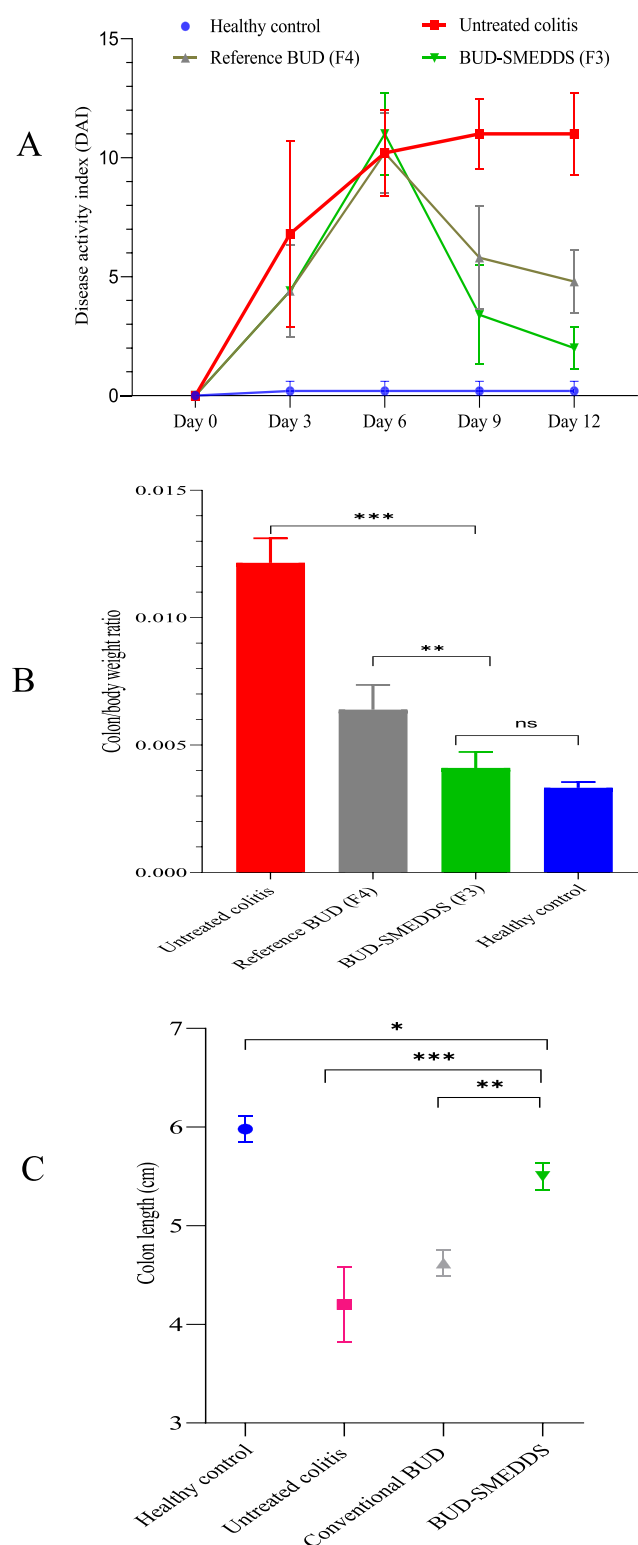 Healthy control
Untreated colitis
Reference BUD (F4)
BUD-SMEDDS (F3)
A
Disease activity index (DAI)
15
10
5
0
Day 0
Day 3
Day 6
Day 9
Day 12
B
Colon/body weight ratio
0.015
0.010
0.005
0.000
***
**
ns
Untreated colitis
Reference BUD (F4)
BUD-SMEDDS (F3)
Healthy control
C
Colon length (cm)
7
6
5
4
3
*
***
**
Healthy control
Untreated colitis
Conventional BUD
BUD-SMEDDS